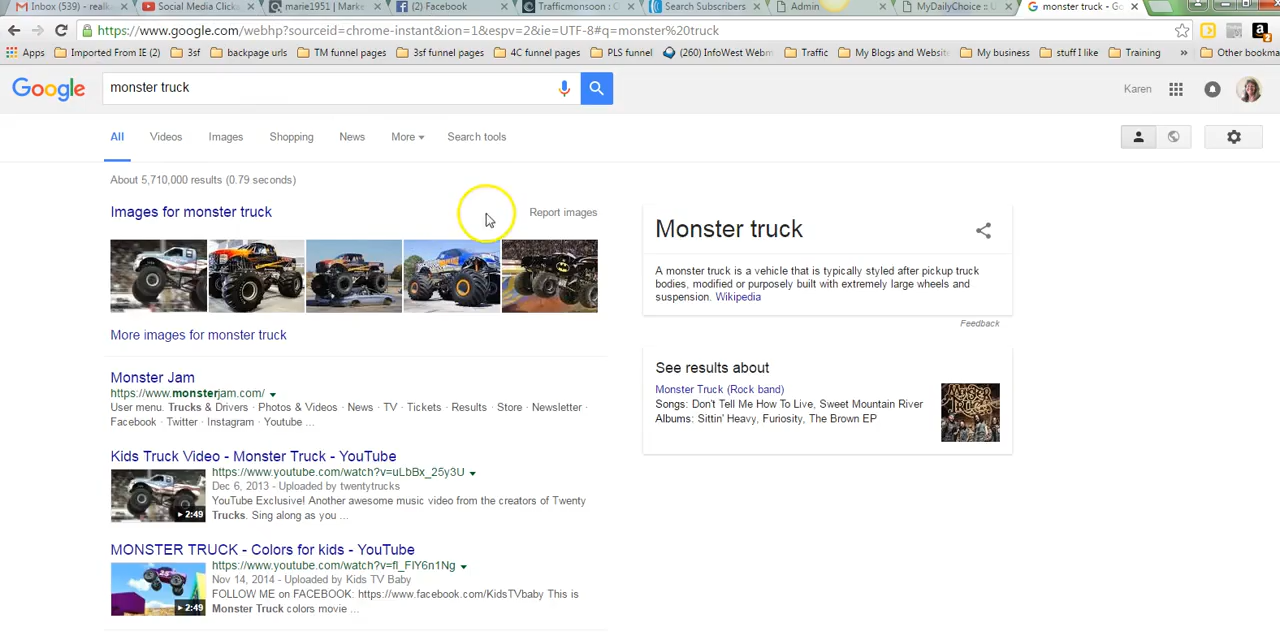 Inbox (539) - realka
Social Media Clicks
marie1951 | Marke
(2) Facebook
Trafficmonsoon : O
Search Subscribers
Admin
MyDailyChoice :: U
monster truck - Go
https://www.google.com/webhp?sourceid=chrome-instant&ion=1&espv=2&ie=UTF-8#q=monster%20truck
Apps
Imported From IE (2)
3sf
backpage urls
TM funnel pages
3sf funnel pages
4C funnel pages
PLS funnel
(260) InfoWest Webm
Traffic
My Blogs and Website
My business
stuff I like
Training
»
Other bookma
Google
monster truck
Karen
All
Videos
Images
Shopping
News
More
Search tools
About 5,710,000 results (0.79 seconds)
Images for monster truck
Report images
More images for monster truck
Monster Jam
https://www.monsterjam.com/
User menu. Trucks & Drivers · Photos & Videos · News · TV · Tickets · Results · Store · Newsletter ·
Facebook · Twitter · Instagram · Youtube ...
Kids Truck Video - Monster Truck - YouTube
https://www.youtube.com/watch?v=uLbBx_25y3U
Dec 6, 2013 - Uploaded by twentytrucks
YouTube Exclusive! Another awesome music video from the creators of Twenty
Trucks. Sing along as you ...
2:49
MONSTER TRUCK - Colors for kids - YouTube
https://www.youtube.com/watch?v=fl_FlY6n1Ng
Nov 14, 2014 - Uploaded by Kids TV Baby
FOLLOW ME on FACEBOOK: https://www.facebook.com/KidsTVbaby This is
Monster Truck colors movie ...
2:49
Monster truck
A monster truck is a vehicle that is typically styled after pickup truck
bodies, modified or purposely built with extremely large wheels and
suspension. Wikipedia
Feedback
See results about
Monster Truck (Rock band)
Songs: Don't Tell Me How To Live, Sweet Mountain River
Albums: Sittin' Heavy, Furiosity, The Brown EP
MONSTER
TRUCK